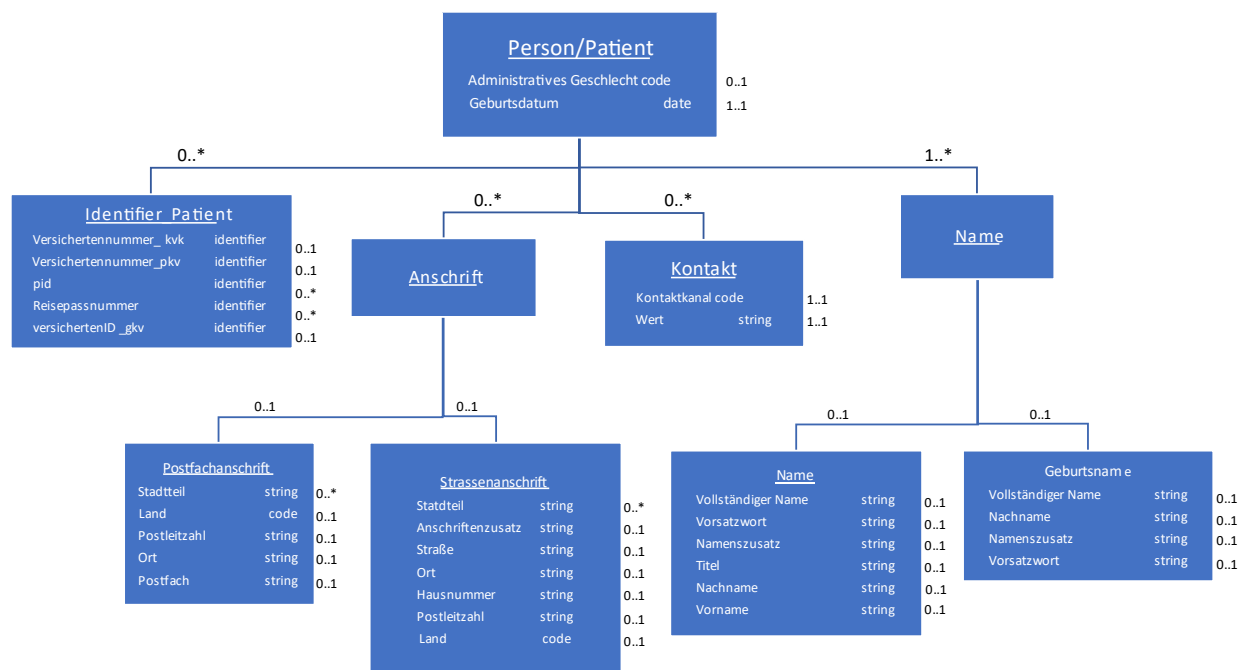 Person/Patient
Administratives Geschlecht code 0..1
Geburtsdatum date 1..1
0..* 1..*
0..* 0..*
Identifier_Patient
Versichertennummer_ kvk identifier 0..1
Versichertennummer_pkv identifier 0..1
pid identifier 0..*
Reisepassnummer identifier 0..*
versichertenID _gkv identifier 0..1
Anschrift
Kontakt
Kontaktkanal code 1..1
Wert string 1..1
Name
0..1 0..1
0..1 0..1
Postfachanschrift
Stadtteil string 0..*
Land code 0..1
Postleitzahl string 0..1
Ort string 0..1
Postfach string 0..1
Strassenanschrift
Statdteil string 0..*
Anschriftenzusatz string 0..1
Straße string 0..1
Ort string 0..1
Hausnummer string 0..1
Postleitzahl string 0..1
Land code 0..1
Name
Vollständiger Name string 0..1
Vorsatzwort string 0..1
Namenszusatz string 0..1
Titel string 0..1
Nachname string 0..1
Vorname string 0..1
Geburtsname
Vollständiger Name string 0..1
Nachname string 0..1
Namenszusatz string 0..1
Vorsatzwort string 0..1